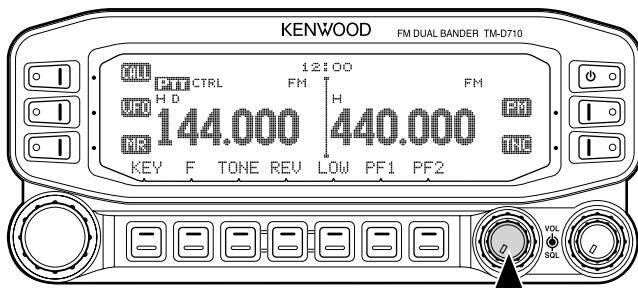 KENWOOD FM DUAL BANDER TM-D710
12:00
CALL PTT CTRL FM FM
H D H
VFO 144.000 440.000 PM
MR TNC
KEY F TONE REV LOW PF1 PF2
VOL
SQL